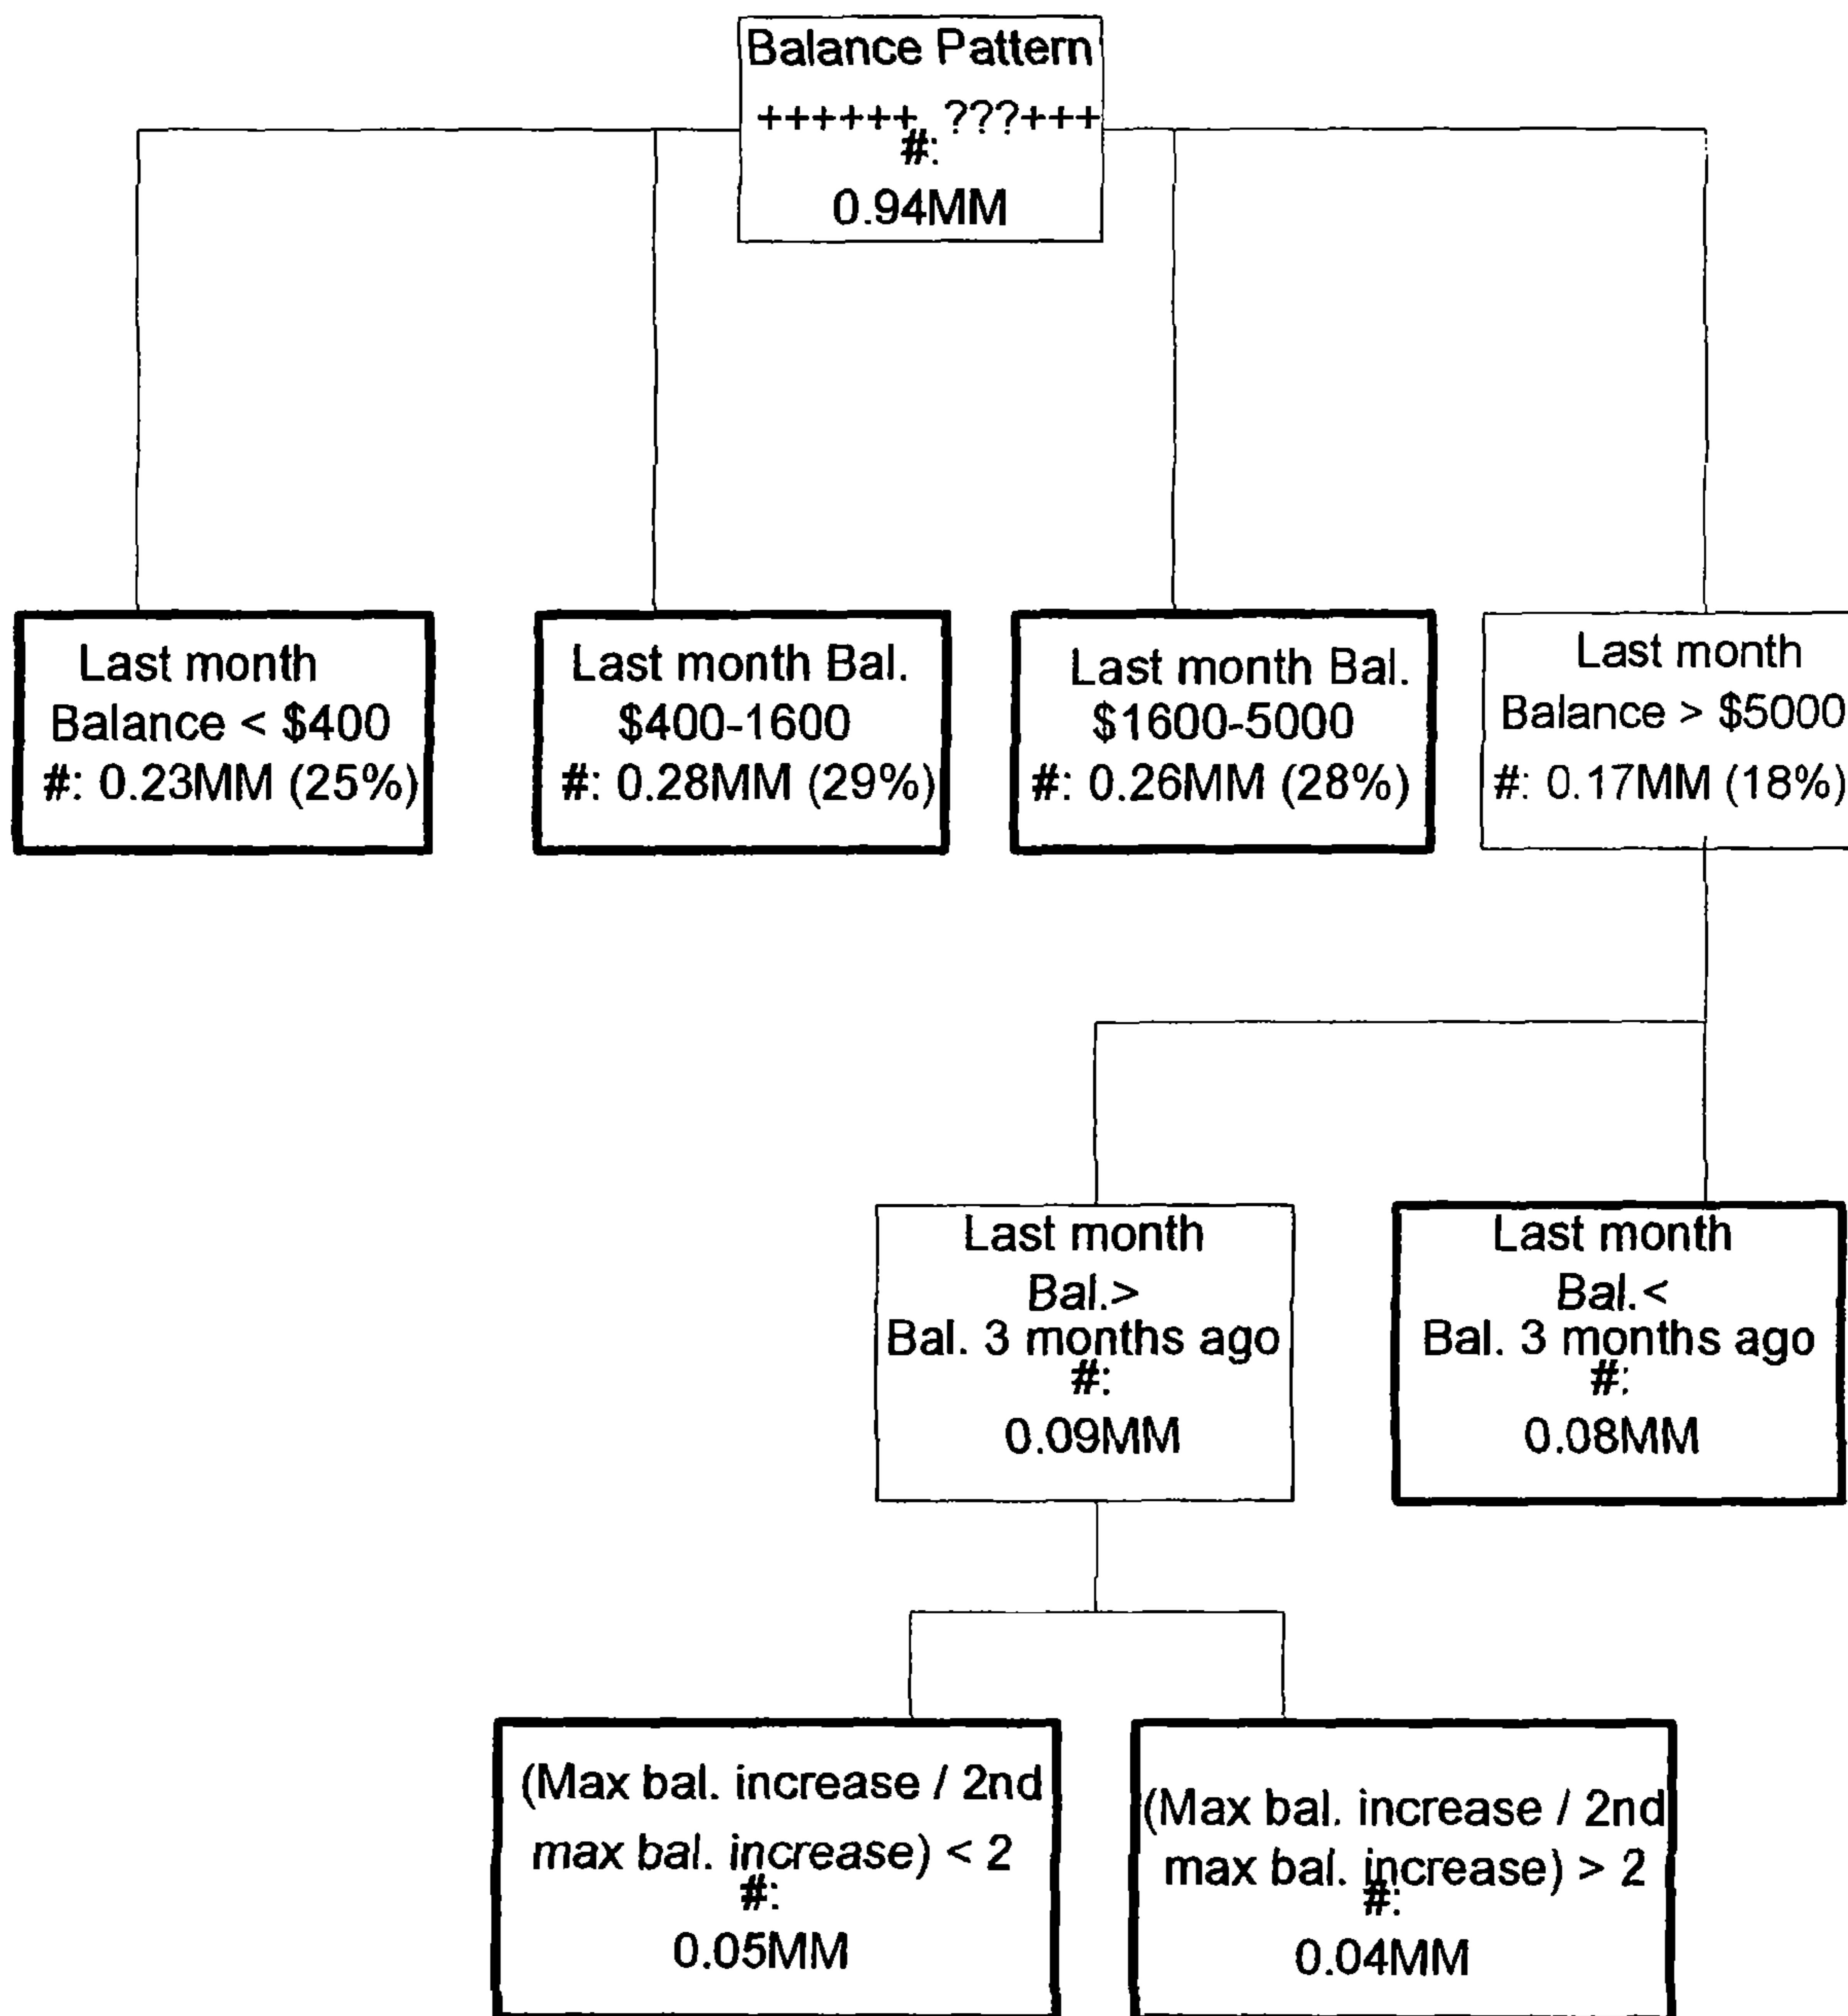 Balance Pattern
++++++, ???+++
#:
0.94MM
Last month
Balance < $400
#: 0.23MM (25%)
Last month Bal.
$400-1600
#: 0.28MM (29%)
Last month Bal.
$1600-5000
#: 0.26MM (28%)
Last month
Balance > $5000
#: 0.17MM (18%)
Last month
Bal.>
Bal. 3 months ago
#:
0.09MM
Last month
Bal.<
Bal. 3 months ago
#:
0.08MM
(Max bal. increase / 2nd
max bal. increase) < 2
#:
0.05MM
(Max bal. increase / 2nd
max bal. increase) > 2
#:
0.04MM